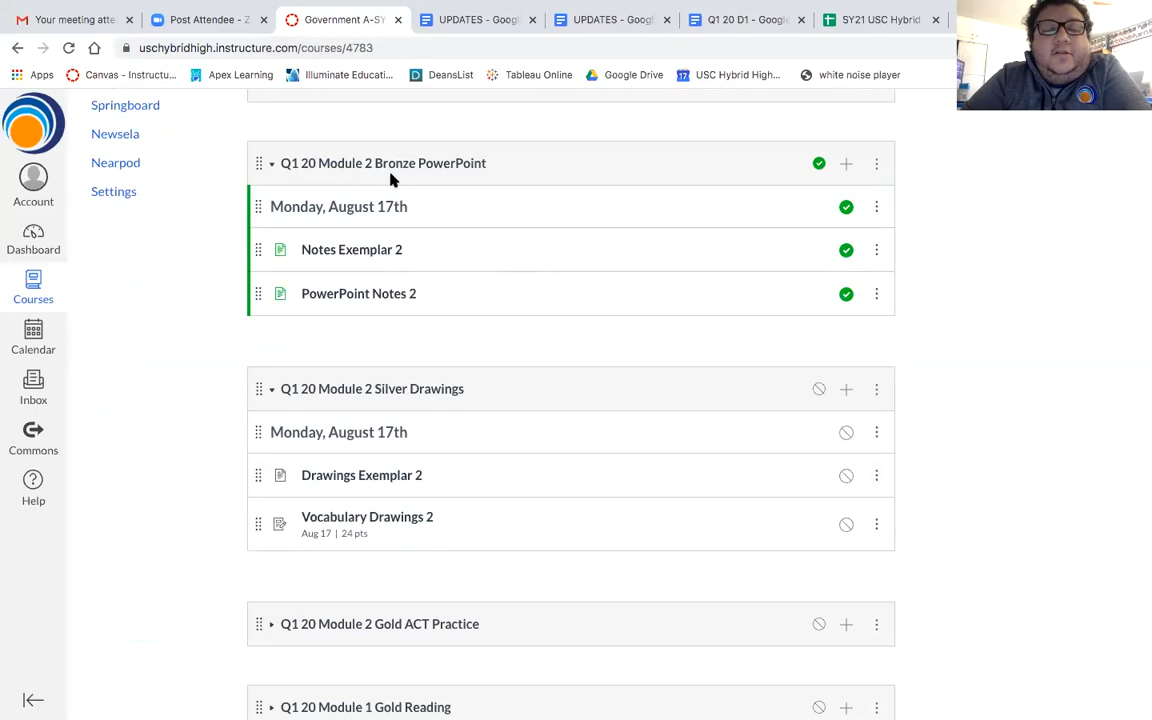 Your meeting atte
Post Attendee - Z
Government A-SY
UPDATES - Googl
UPDATES - Googl
Q1 20 D1 - Google
SY21 USC Hybrid
uschybridhigh.instructure.com/courses/4783
Apps
Canvas - Instructu...
Apex Learning
Illuminate Educati...
DeansList
Tableau Online
Google Drive
17
USC Hybrid High...
white noise player
Springboard
Newsela
Nearpod
Settings
Account
Dashboard
Courses
Calendar
Inbox
Commons
Help
Q1 20 Module 2 Bronze PowerPoint
Monday, August 17th
Notes Exemplar 2
PowerPoint Notes 2
Q1 20 Module 2 Silver Drawings
Monday, August 17th
Drawings Exemplar 2
Vocabulary Drawings 2
Aug 17 | 24 pts
Q1 20 Module 2 Gold ACT Practice
Q1 20 Module 1 Gold Reading